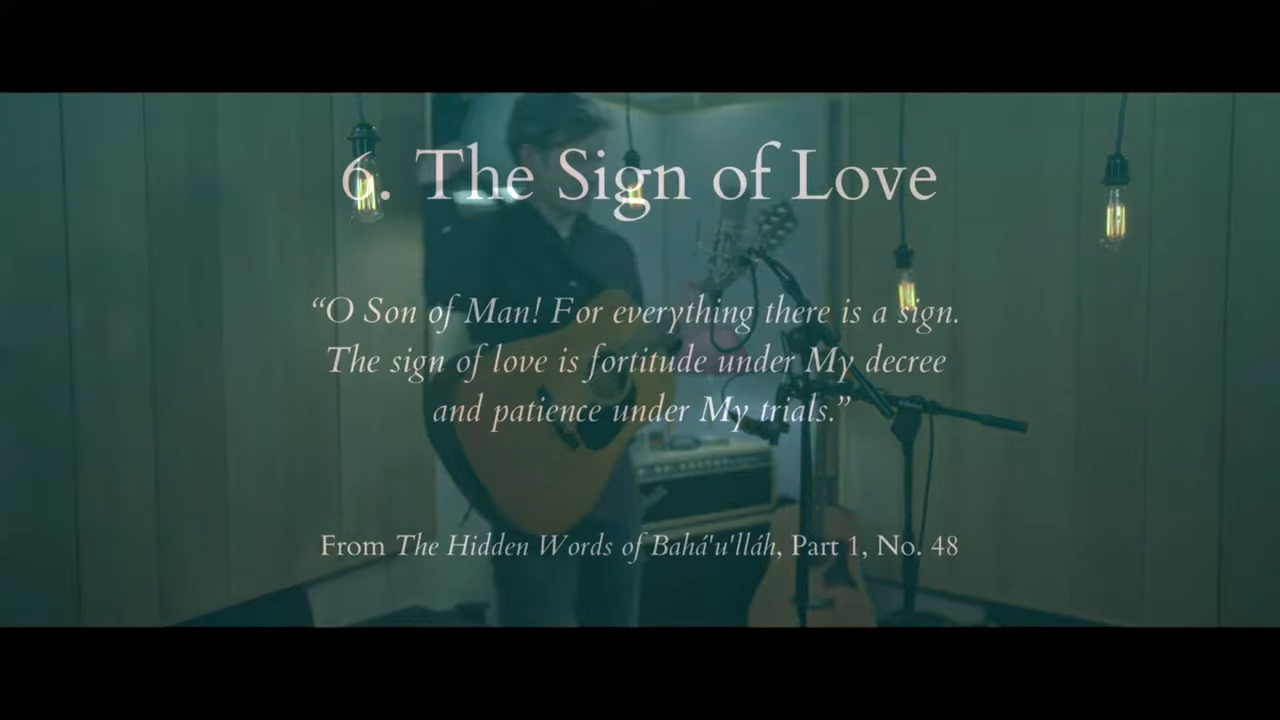 6. The Sign of Love
“O Son of Man! For everything there is a sign.
The sign of love is fortitude under My decree
and patience under My trials.”
From The Hidden Words of Bahá'u'lláh, Part 1, No. 48